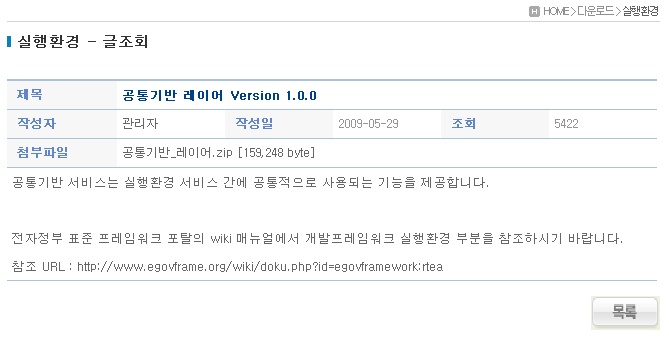 H HOME > 다운로드 > 실행환경
실행환경 - 글조회
제목 공통기반 레이어 Version 1.0.0
작성자 관리자 작성일 2009-05-29 조회 5422
첨부파일 공통기반_레이어.zip [159,248 byte]
공통기반 서비스는 실행환경 서비스 간에 공통적으로 사용되는 기능을 제공합니다.
전자정부 표준 프레임워크 포탈의 wiki 매뉴얼에서 개발프레임워크 실행환경 부분을 참조하시기 바랍니다.
참조 URL : http://www.egovframe.org/wiki/doku.php?id=egovframework:rtea
목록